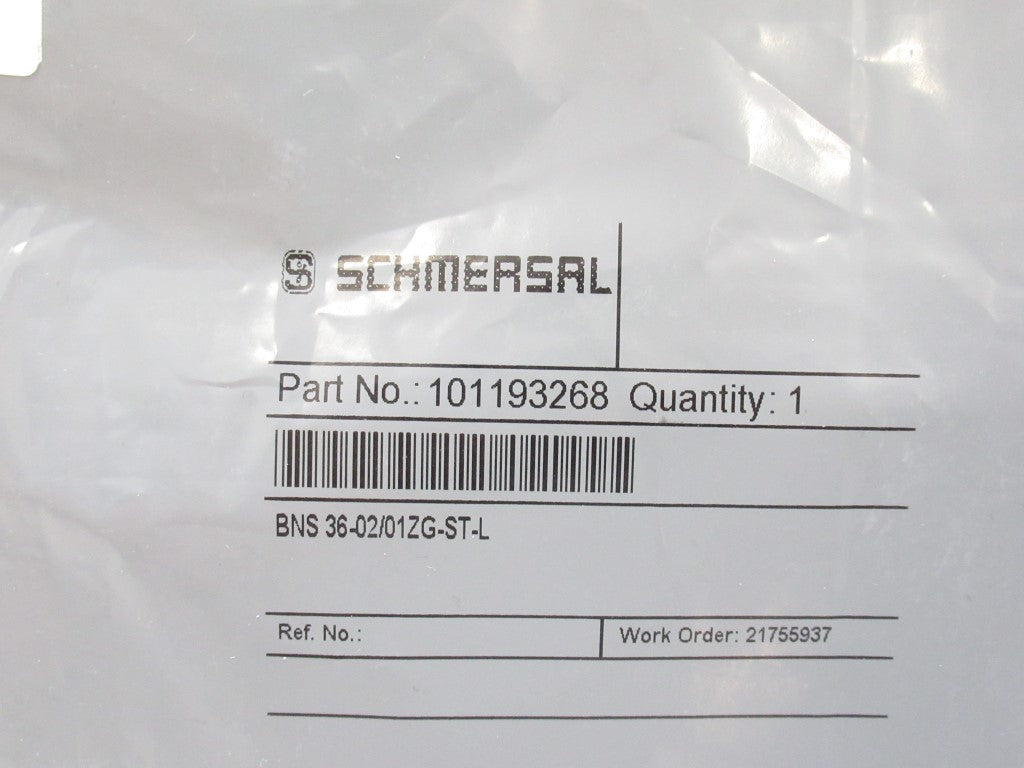 S SCHMERSAL
Part No.: 101193268 Quantity: 1
BNS 36-02/01ZG-ST-L
Ref. No.: Work Order: 21755937